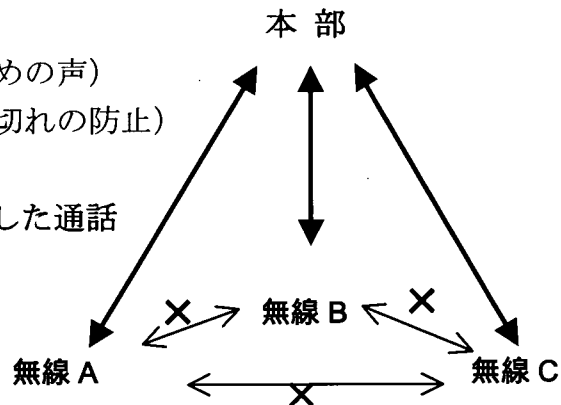 本 部
めの声）
切れの防止）
した通話
× 無線 B ×
無線 A × 無線 C